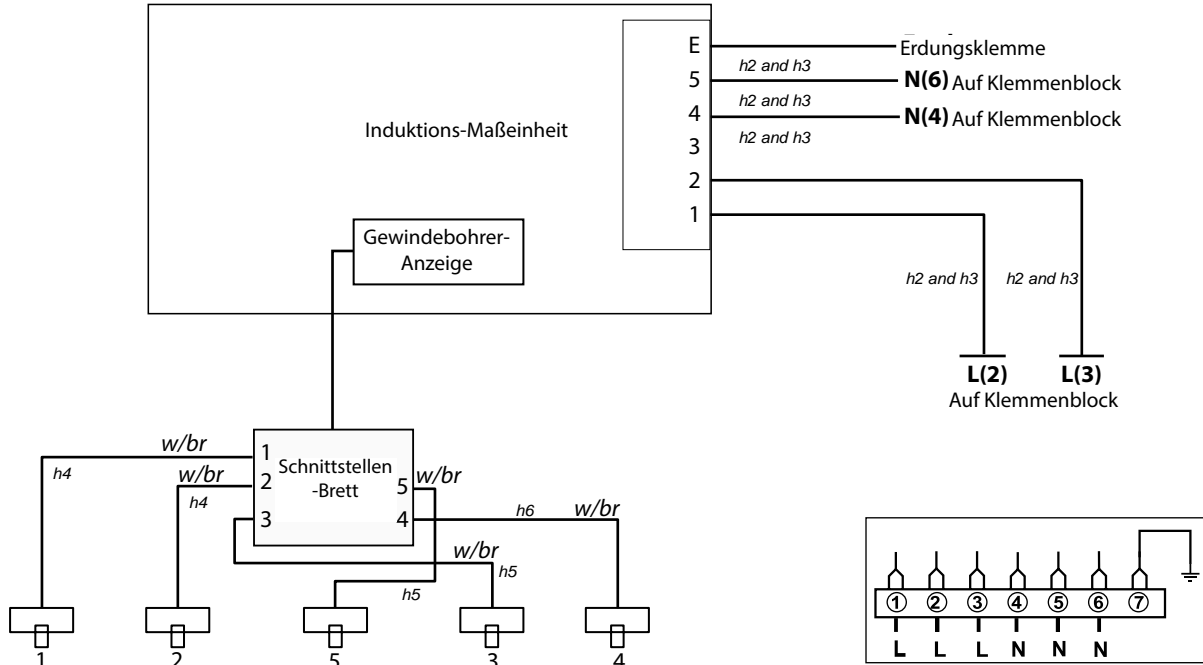 E
Erdungsklemme
h2 and h3
5
N(6) Auf Klemmenblock
h2 and h3
4
N(4) Auf Klemmenblock
h2 and h3
Induktions-Maßeinheit
3
2
1
Gewindebohrer-
Anzeige
h2 and h3
h2 and h3
L(2)
L(3)
Auf Klemmenblock
w/br
1
h4
Schnittstellen
-Brett
w/br
2
h4
5
w/br
3
4
h6
w/br
w/br
h5
h5
1
2
5
3
4
1
2
3
4
5
6
7
L
L
L
N
N
N